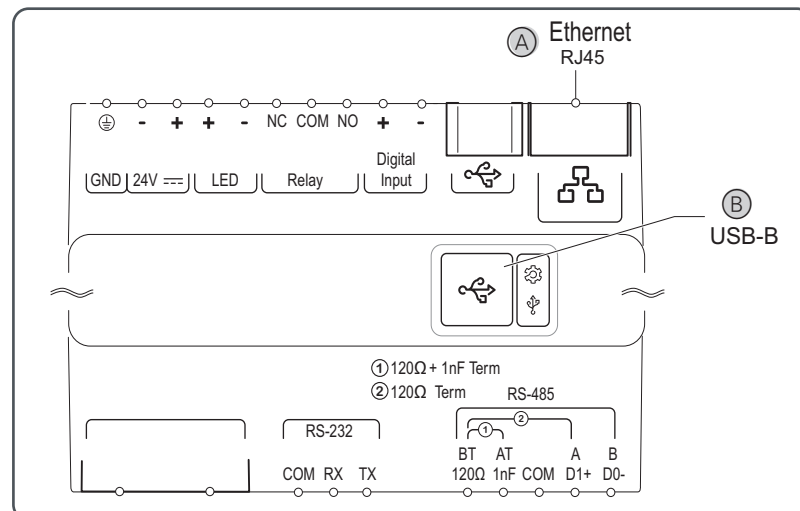 A Ethernet
RJ45
- + + - NC COM NO + -
Digital
Input
GND 24V LED Relay
B
USB-B
1 120Ω + 1nF Term
2 120Ω Term RS-485
RS-232
2
1
BT AT A B
COM RX TX 120Ω 1nF COM D1+ D0-